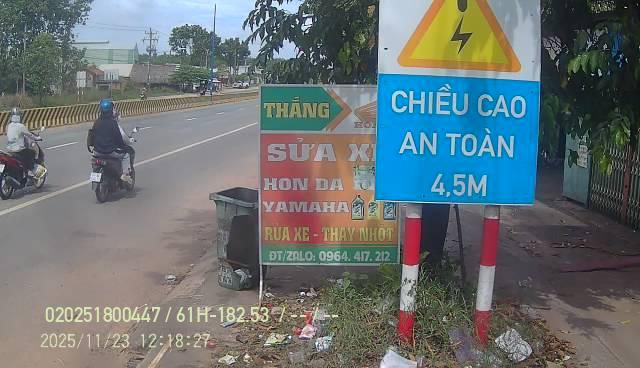 CHIỀU CAO
AN TOÀN
4,5M
THẮNG
SỬA XE
HON DA
YAMAHA
RỬA XE - THAY NHỚT
ĐT/ZALO: 0964. 417. 212
020251800447 / 61H-182.53 / --- / ---
2025/11/23 12:18:27